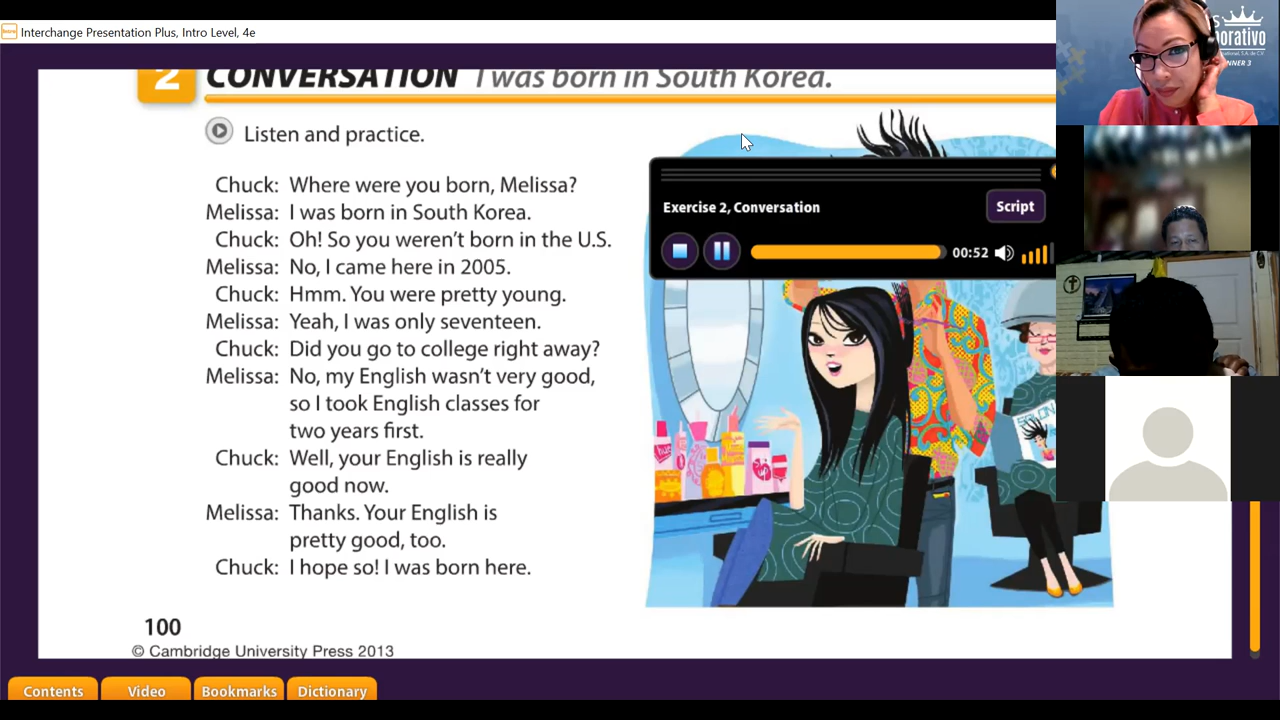 Interchange Presentation Plus, Intro Level, 4e
2 CONVERSATION I was born in South Korea.
Listen and practice.
Chuck: Where were you born, Melissa?
Melissa: I was born in South Korea.
Chuck: Oh! So you weren't born in the U.S.
Melissa: No, I came here in 2005.
Chuck: Hmm. You were pretty young.
Melissa: Yeah, I was only seventeen.
Chuck: Did you go to college right away?
Melissa: No, my English wasn't very good,
so I took English classes for
two years first.
Chuck: Well, your English is really
good now.
Melissa: Thanks. Your English is
pretty good, too.
Chuck: I hope so! I was born here.
Exercise 2, Conversation
Script
00:52
SALON
100
© Cambridge University Press 2013
Contents
Video
Bookmarks
Dictionary